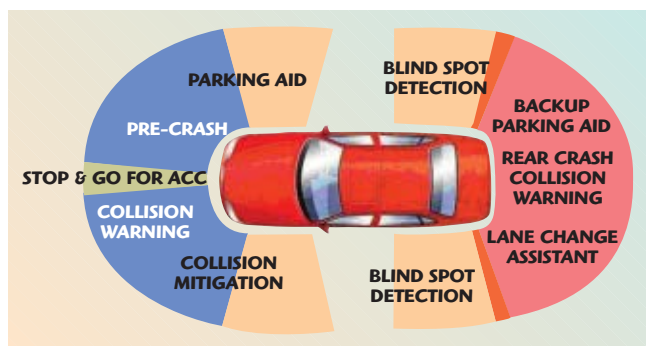 PARKING AID
PRE-CRASH
STOP & GO FOR ACC
COLLISION
WARNING
COLLISION
MITIGATION
BLIND SPOT
DETECTION
BACKUP
PARKING AID
REAR CRASH
COLLISION
WARNING
LANE CHANGE
ASSISTANT
BLIND SPOT
DETECTION